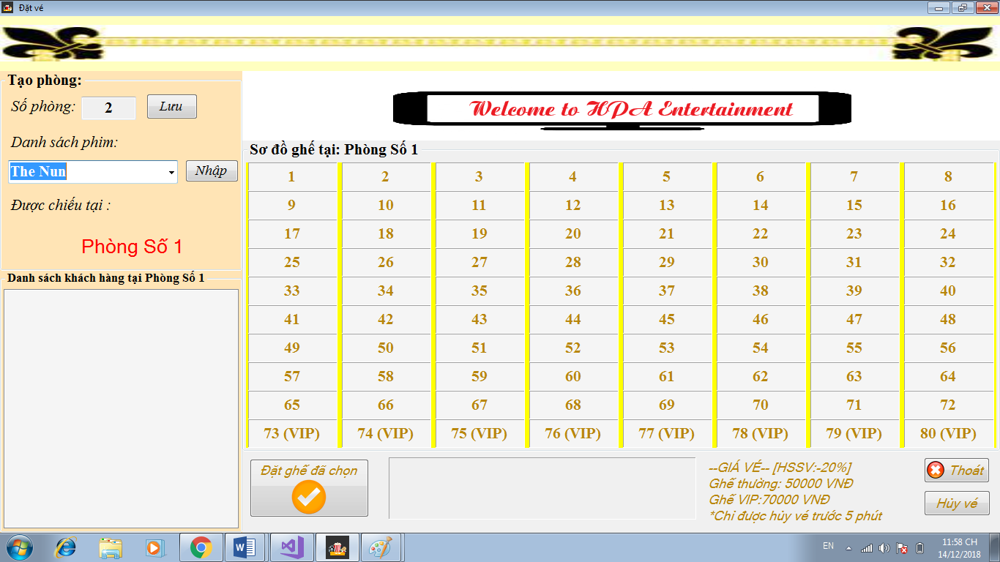 Đặt vé
Tạo phòng:
Số phòng: 2 Lưu
Danh sách phim:
The Nun Nhập
Được chiếu tại :
Phòng Số 1
Danh sách khách hàng tại Phòng Số 1
Welcome to HPA Entertainment
Sơ đồ ghế tại: Phòng Số 1
1 2 3 4 5 6 7 8
9 10 11 12 13 14 15 16
17 18 19 20 21 22 23 24
25 26 27 28 29 30 31 32
33 34 35 36 37 38 39 40
41 42 43 44 45 46 47 48
49 50 51 52 53 54 55 56
57 58 59 60 61 62 63 64
65 66 67 68 69 70 71 72
73 (VIP) 74 (VIP) 75 (VIP) 76 (VIP) 77 (VIP) 78 (VIP) 79 (VIP) 80 (VIP)
Đặt ghế đã chọn
--GIÁ VÉ-- [HSSV:-20%]
Ghế thường: 50000 VNĐ
Ghế VIP:70000 VNĐ
*Chỉ được hủy vé trước 5 phút
Thoát
Hủy vé
EN
11:58 CH
14/12/2018